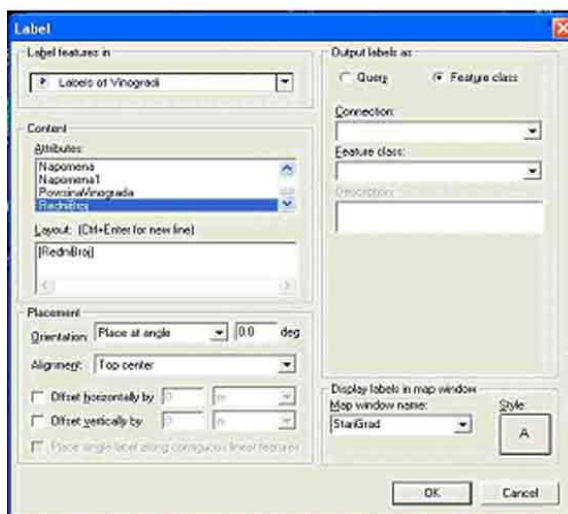 Label
Label features in
Labels of Vinogradi
Content
Attributes:
Napomena
Napomena1
PovrsinaVinograda
RedniBroj
Layout: (Ctrl+Enter for new line)
[RedniBroj]
Placement
Orientation: Place at angle 0.0 deg
Alignment: Top center
Offset horizontally by 0 m
Offset vertically by 0 m
Place single label along contiguous linear features
Output labels as
Query Feature class
Connection:
Feature class:
Description:
Display labels in map window
Map window name: Style:
StariGrad A
OK Cancel